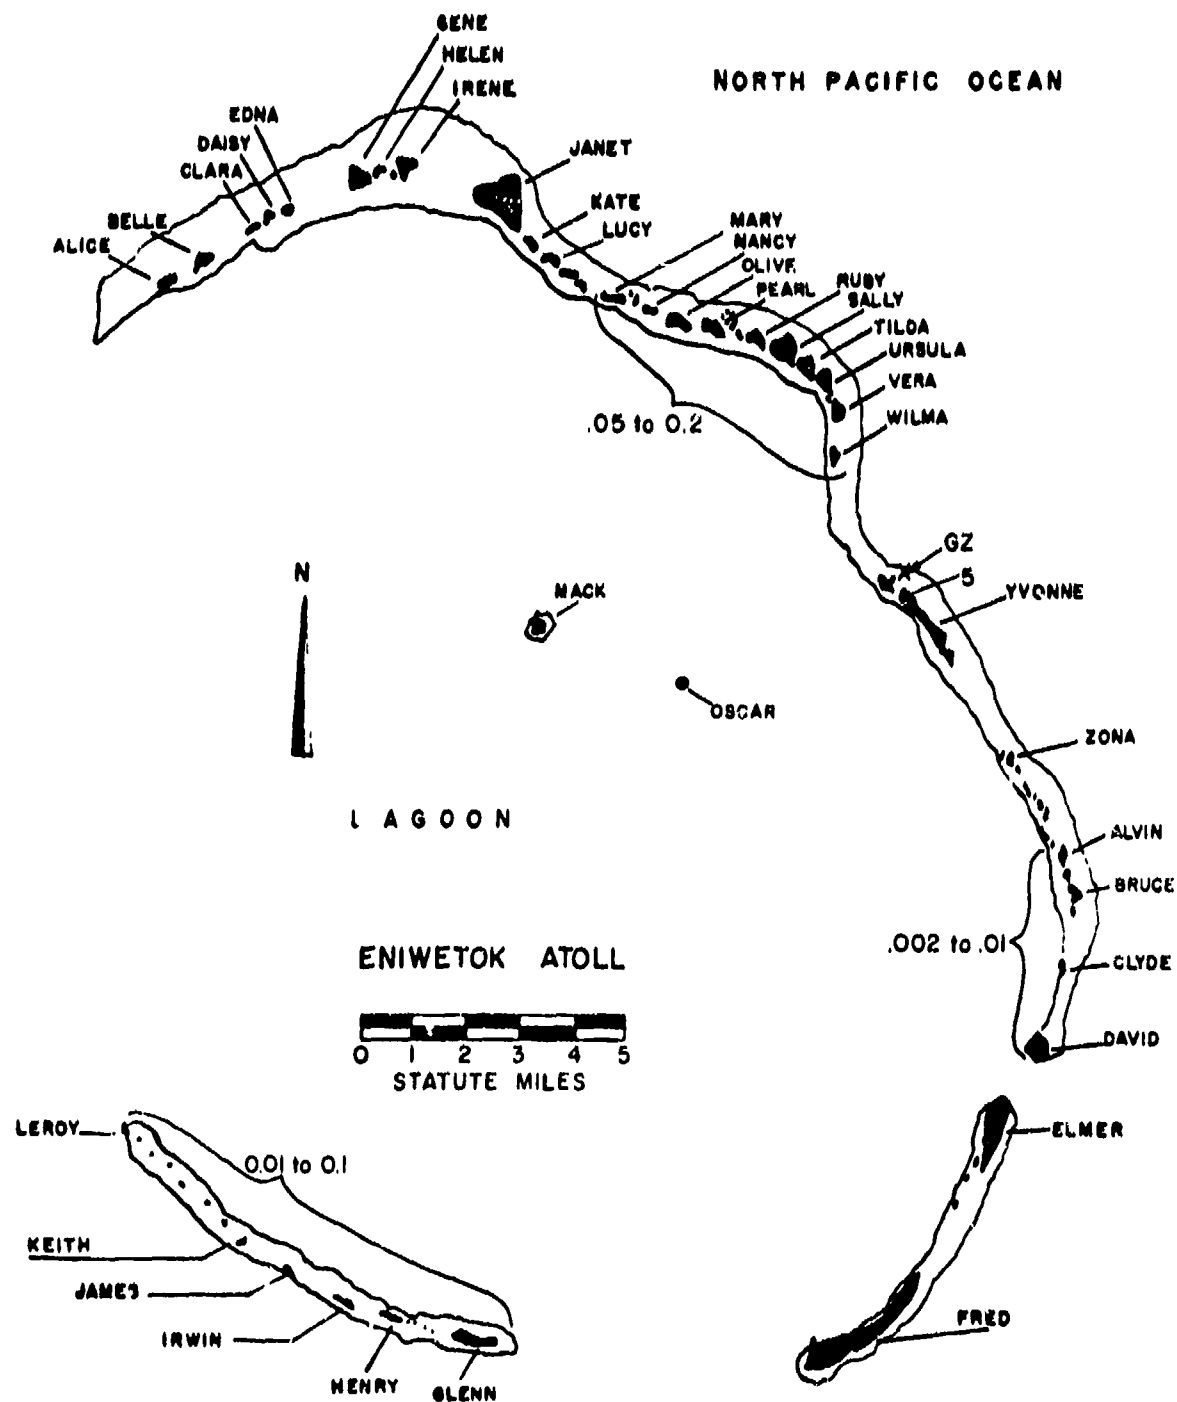 GENE
HELEN
IRENE
NORTH PACIFIC OCEAN
EDNA
DAISY
CLARA
JANET
BELLE
ALICE
KATE
LUCY
MARY
NANCY
OLIVE
PEARL
RUBY
SALLY
TILDA
URSULA
VERA
WILMA
.05 to 0.2
GZ
5
YVONNE
N
MACK
OSCAR
ZONA
LAGOON
ALVIN
BRUCE
.002 to .01
CLYDE
ENIWETOK ATOLL
0 1 2 3 4 5
STATUTE MILES
DAVID
LEROY
ELMER
0.01 to 0.1
KEITH
JAMES
IRWIN
FRED
HENRY
GLENN